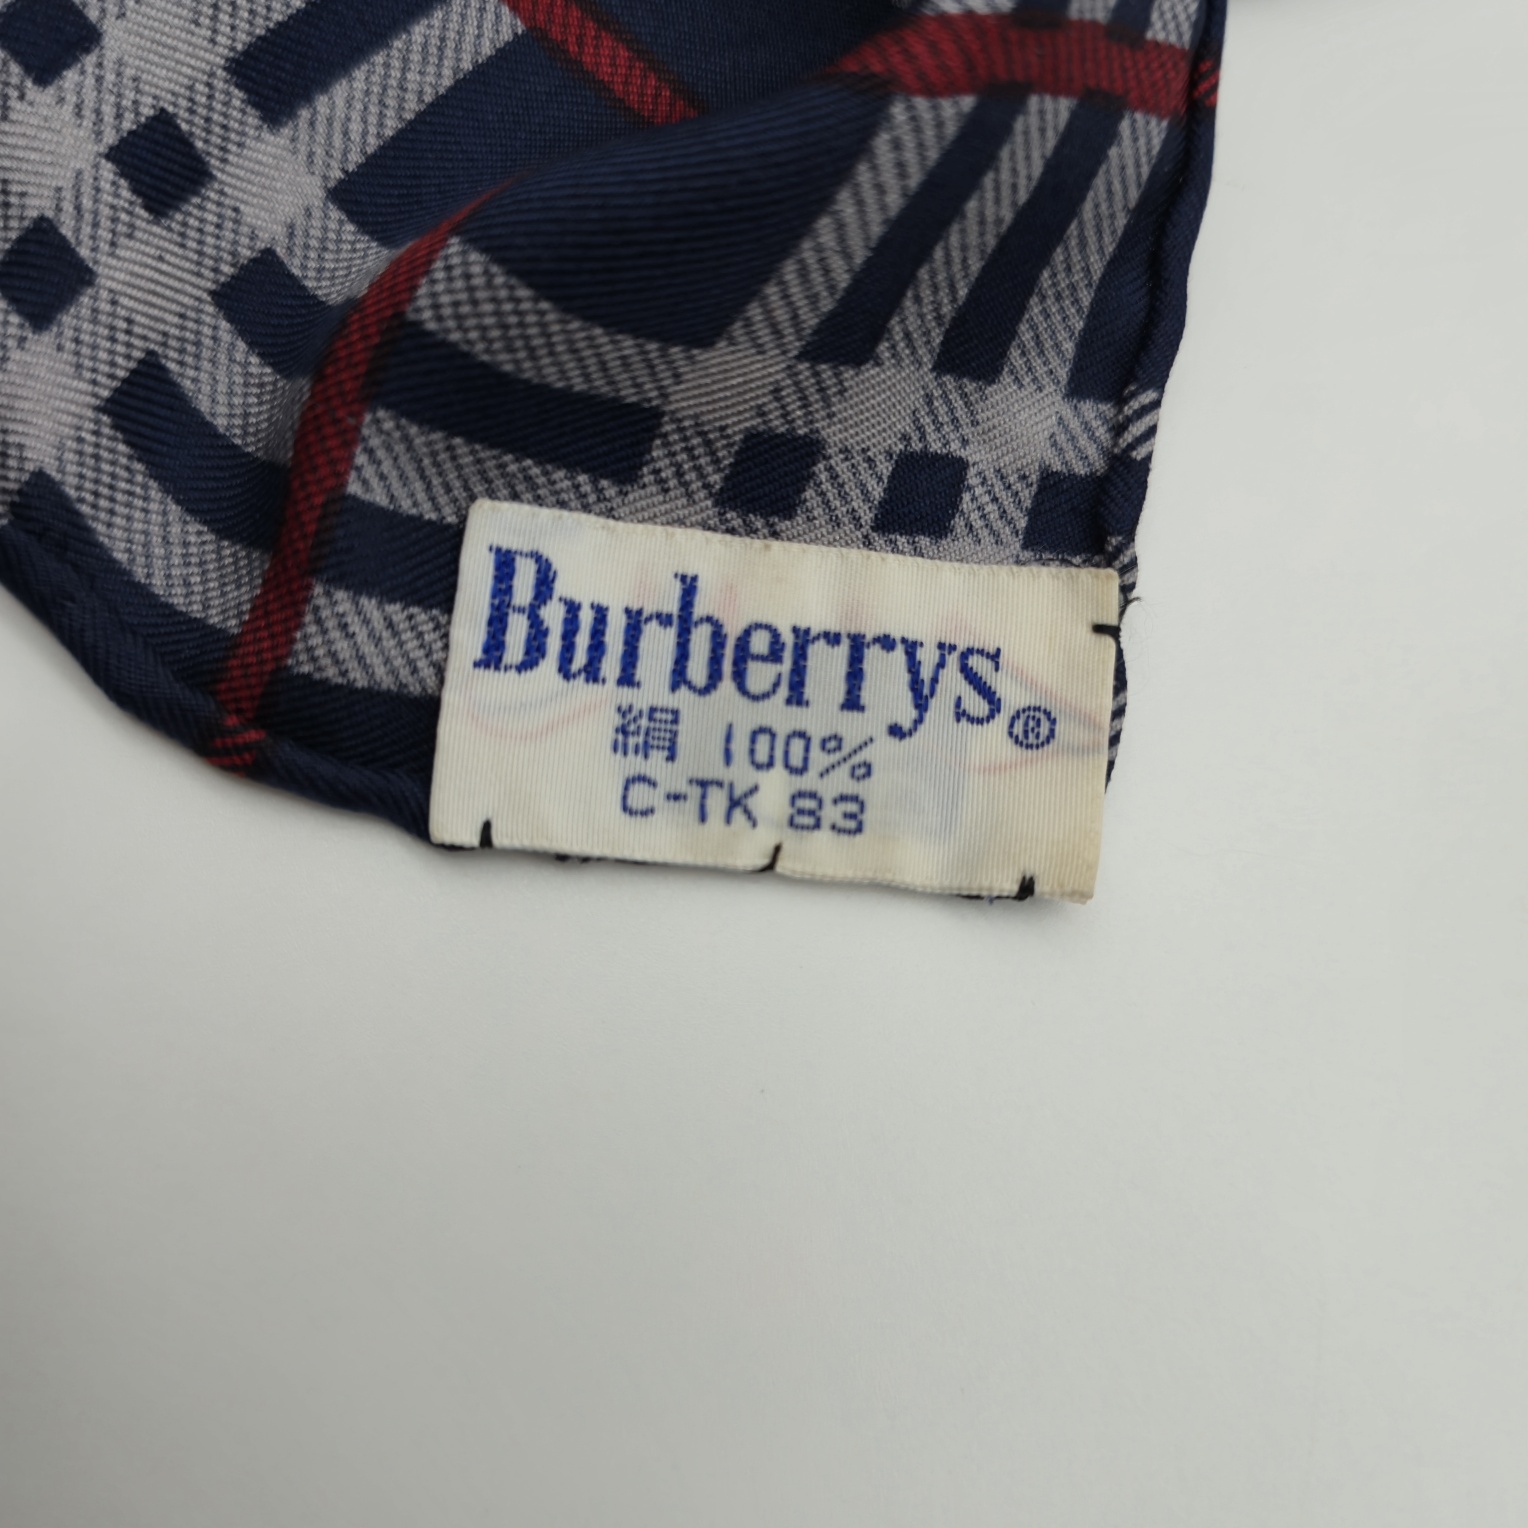 Burberrys®
絹 100%
C-TK 83